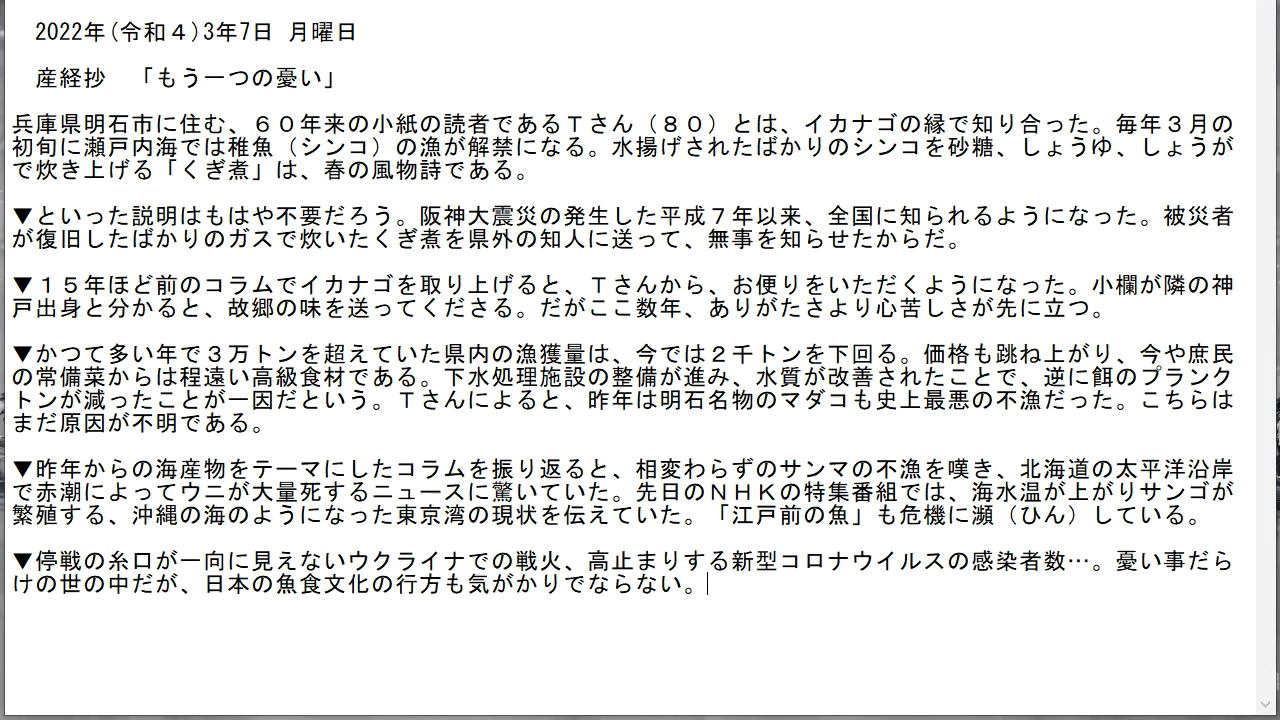 2022年(令和４)3年7日 月曜日
産経抄 「もう一つの憂い」
兵庫県明石市に住む、６０年来の小紙の読者であるＴさん（８０）とは、イカナゴの縁で知り合った。毎年３月の
初旬に瀬戸内海では稚魚（シンコ）の漁が解禁になる。水揚げされたばかりのシンコを砂糖、しょうゆ、しょうが
で炊き上げる「くぎ煮」は、春の風物詩である。
▼といった説明はもはや不要だろう。阪神大震災の発生した平成７年以来、全国に知られるようになった。被災者
が復旧したばかりのガスで炊いたくぎ煮を県外の知人に送って、無事を知らせたからだ。
▼１５年ほど前のコラムでイカナゴを取り上げると、Ｔさんから、お便りをいただくようになった。小欄が隣の神
戸出身と分かると、故郷の味を送ってくださる。だがここ数年、ありがたさより心苦しさが先に立つ。
▼かつて多い年で３万トンを超えていた県内の漁獲量は、今では２千トンを下回る。価格も跳ね上がり、今や庶民
の常備菜からは程遠い高級食材である。下水処理施設の整備が進み、水質が改善されたことで、逆に餌のプランク
トンが減ったことが一因だという。Ｔさんによると、昨年は明石名物のマダコも史上最悪の不漁だった。こちらは
まだ原因が不明である。
▼昨年からの海産物をテーマにしたコラムを振り返ると、相変わらずのサンマの不漁を嘆き、北海道の太平洋沿岸
で赤潮によってウニが大量死するニュースに驚いていた。先日のＮＨＫの特集番組では、海水温が上がりサンゴが
繁殖する、沖縄の海のようになった東京湾の現状を伝えていた。「江戸前の魚」も危機に瀕（ひん）している。
▼停戦の糸口が一向に見えないウクライナでの戦火、高止まりする新型コロナウイルスの感染者数…。憂い事だら
けの世の中だが、日本の魚食文化の行方も気がかりでならない。